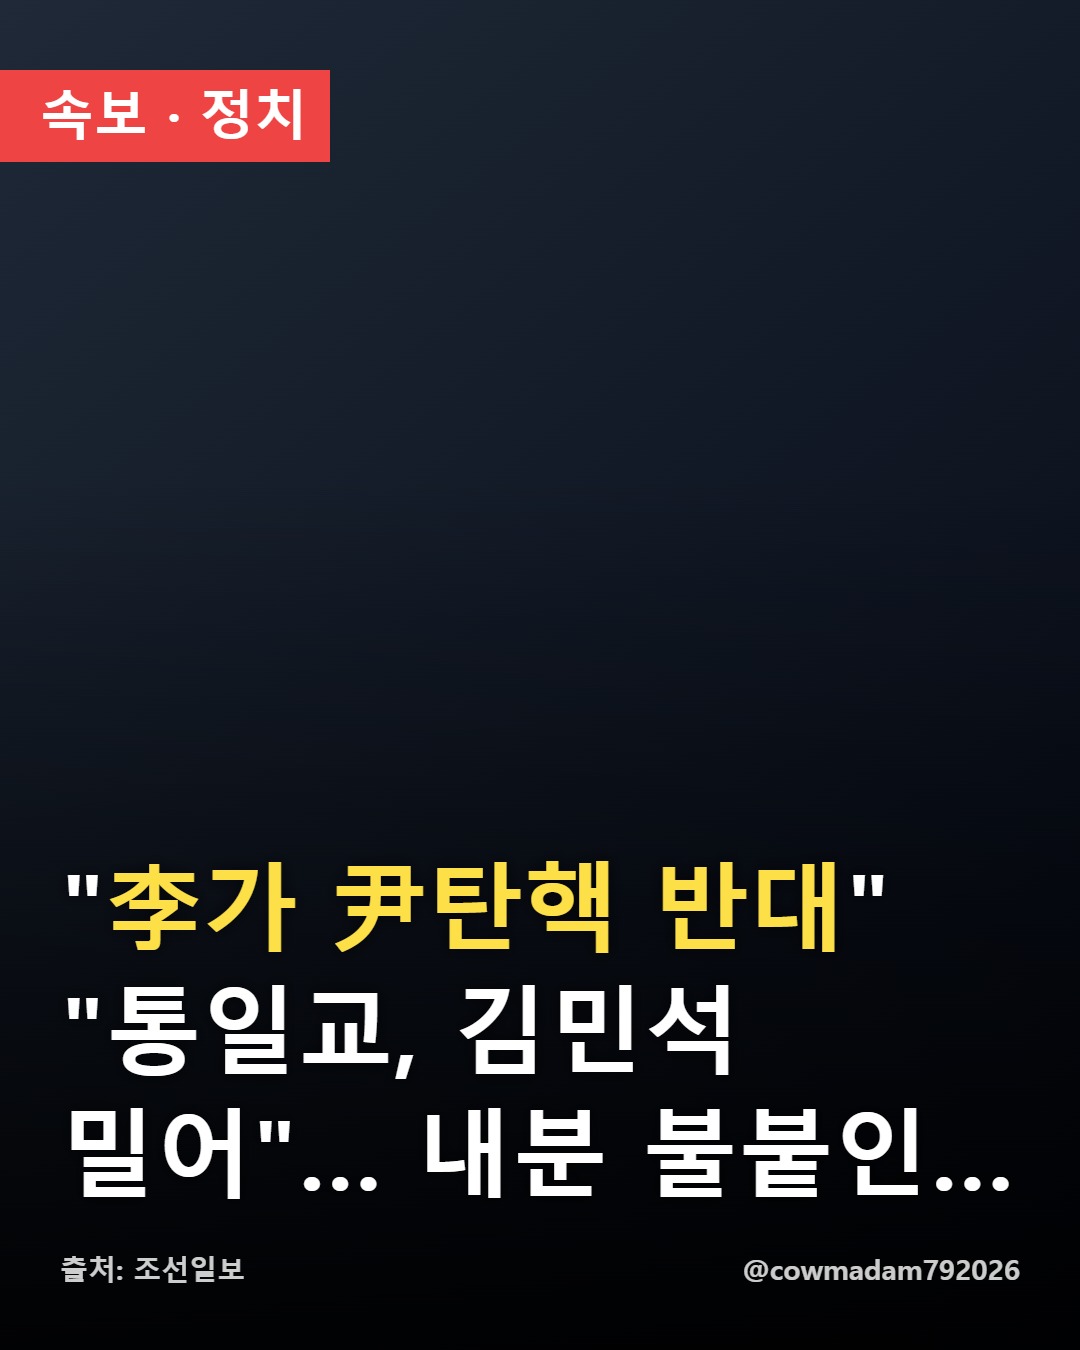 속보 · 정치
"李가 尹탄핵 반대"
"통일교, 김민석
밀어"... 내분 불붙인...
출처: 조선일보
@cowmadam792026